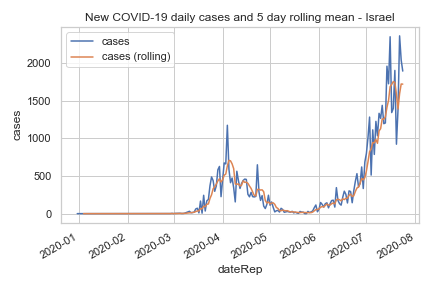 New COVID-19 daily cases and 5 day rolling mean - Israel
cases
cases (rolling)
2000
1500
1000
500
0
cases
2020-01
2020-02
2020-03
2020-04
2020-05
2020-06
2020-07
2020-08
dateRep